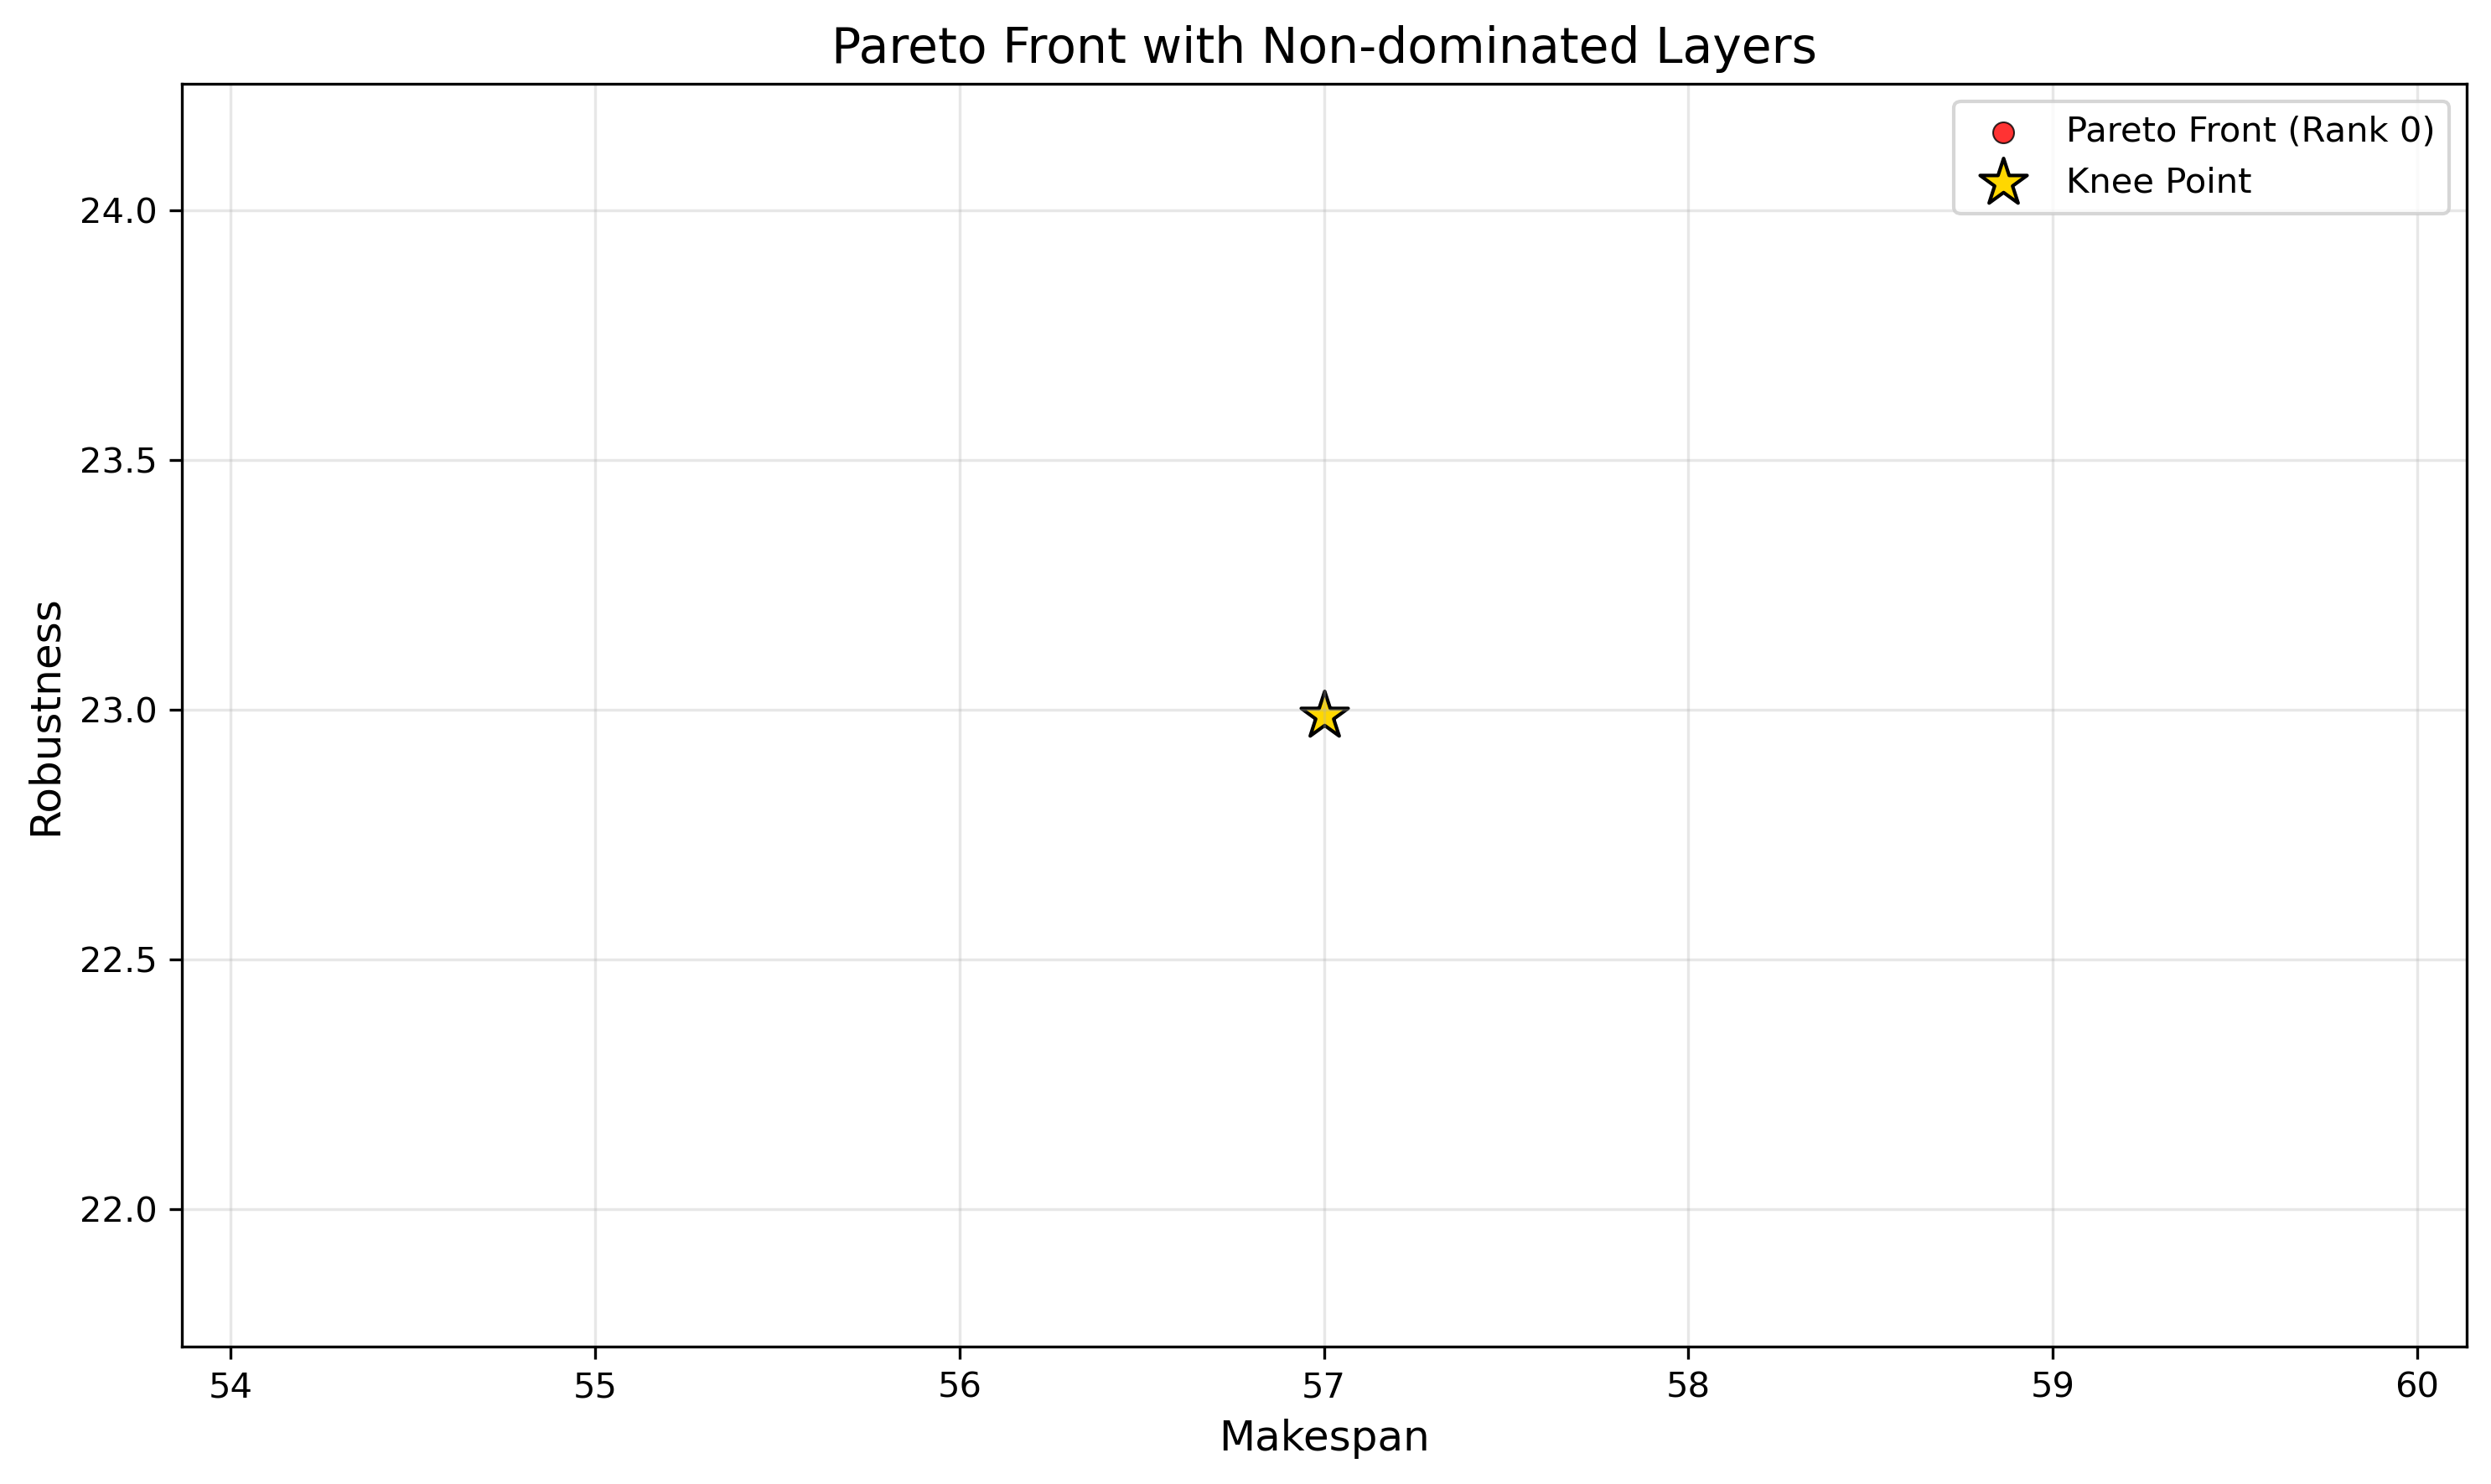 Pareto Front with Non-dominated Layers
Pareto Front (Rank 0)
Knee Point
Robustness
24.0
23.5
23.0
22.5
22.0
54 55 56 57 58 59 60
Makespan